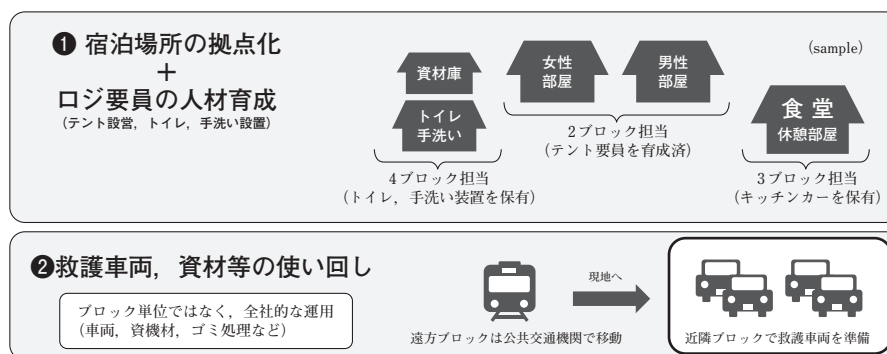 ❶ 宿泊場所の拠点化
+
ロジ要員の人材育成
(テント設営,トイレ,手洗い設置)
資材庫
トイレ
手洗い
4ブロック担当
(トイレ,手洗い装置を保有)
女性
部屋
男性
部屋
2ブロック担当
(テント要員を育成済)
(sample)
食堂
休憩部屋
3ブロック担当
(キッチンカーを保有)
❷救護車両,資材等の使い回し
ブロック単位ではなく,全社的な運用
(車両,資機材,ゴミ処理など)
遠方ブロックは公共交通機関で移動
現地へ
近隣ブロックで救護車両を準備